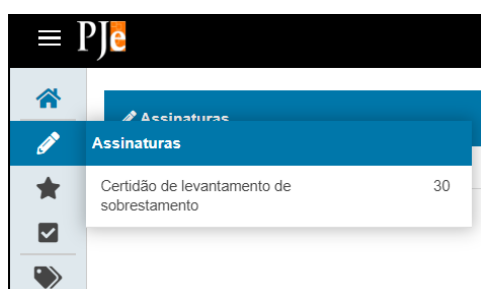 PJe
Assinaturas
Assinaturas
Certidão de levantamento de 30
sobrestamento